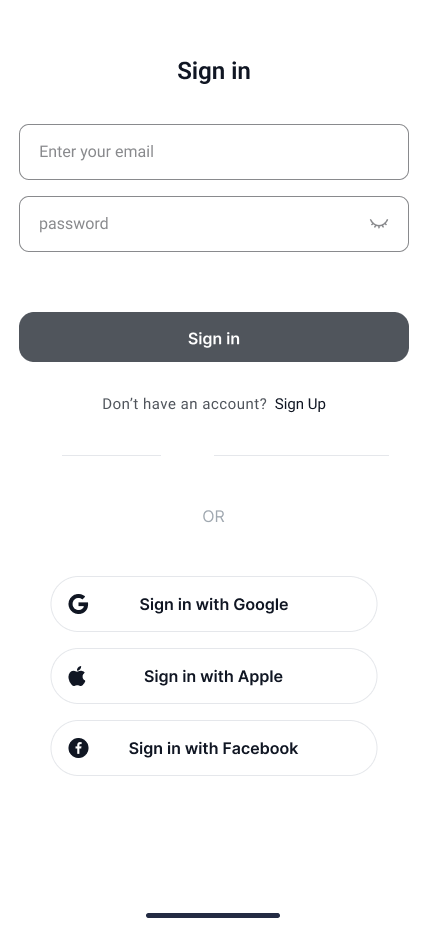 Sign in
Enter your email
password
Sign in
Don’t have an account? Sign Up
OR
Sign in with Google
Sign in with Apple
Sign in with Facebook